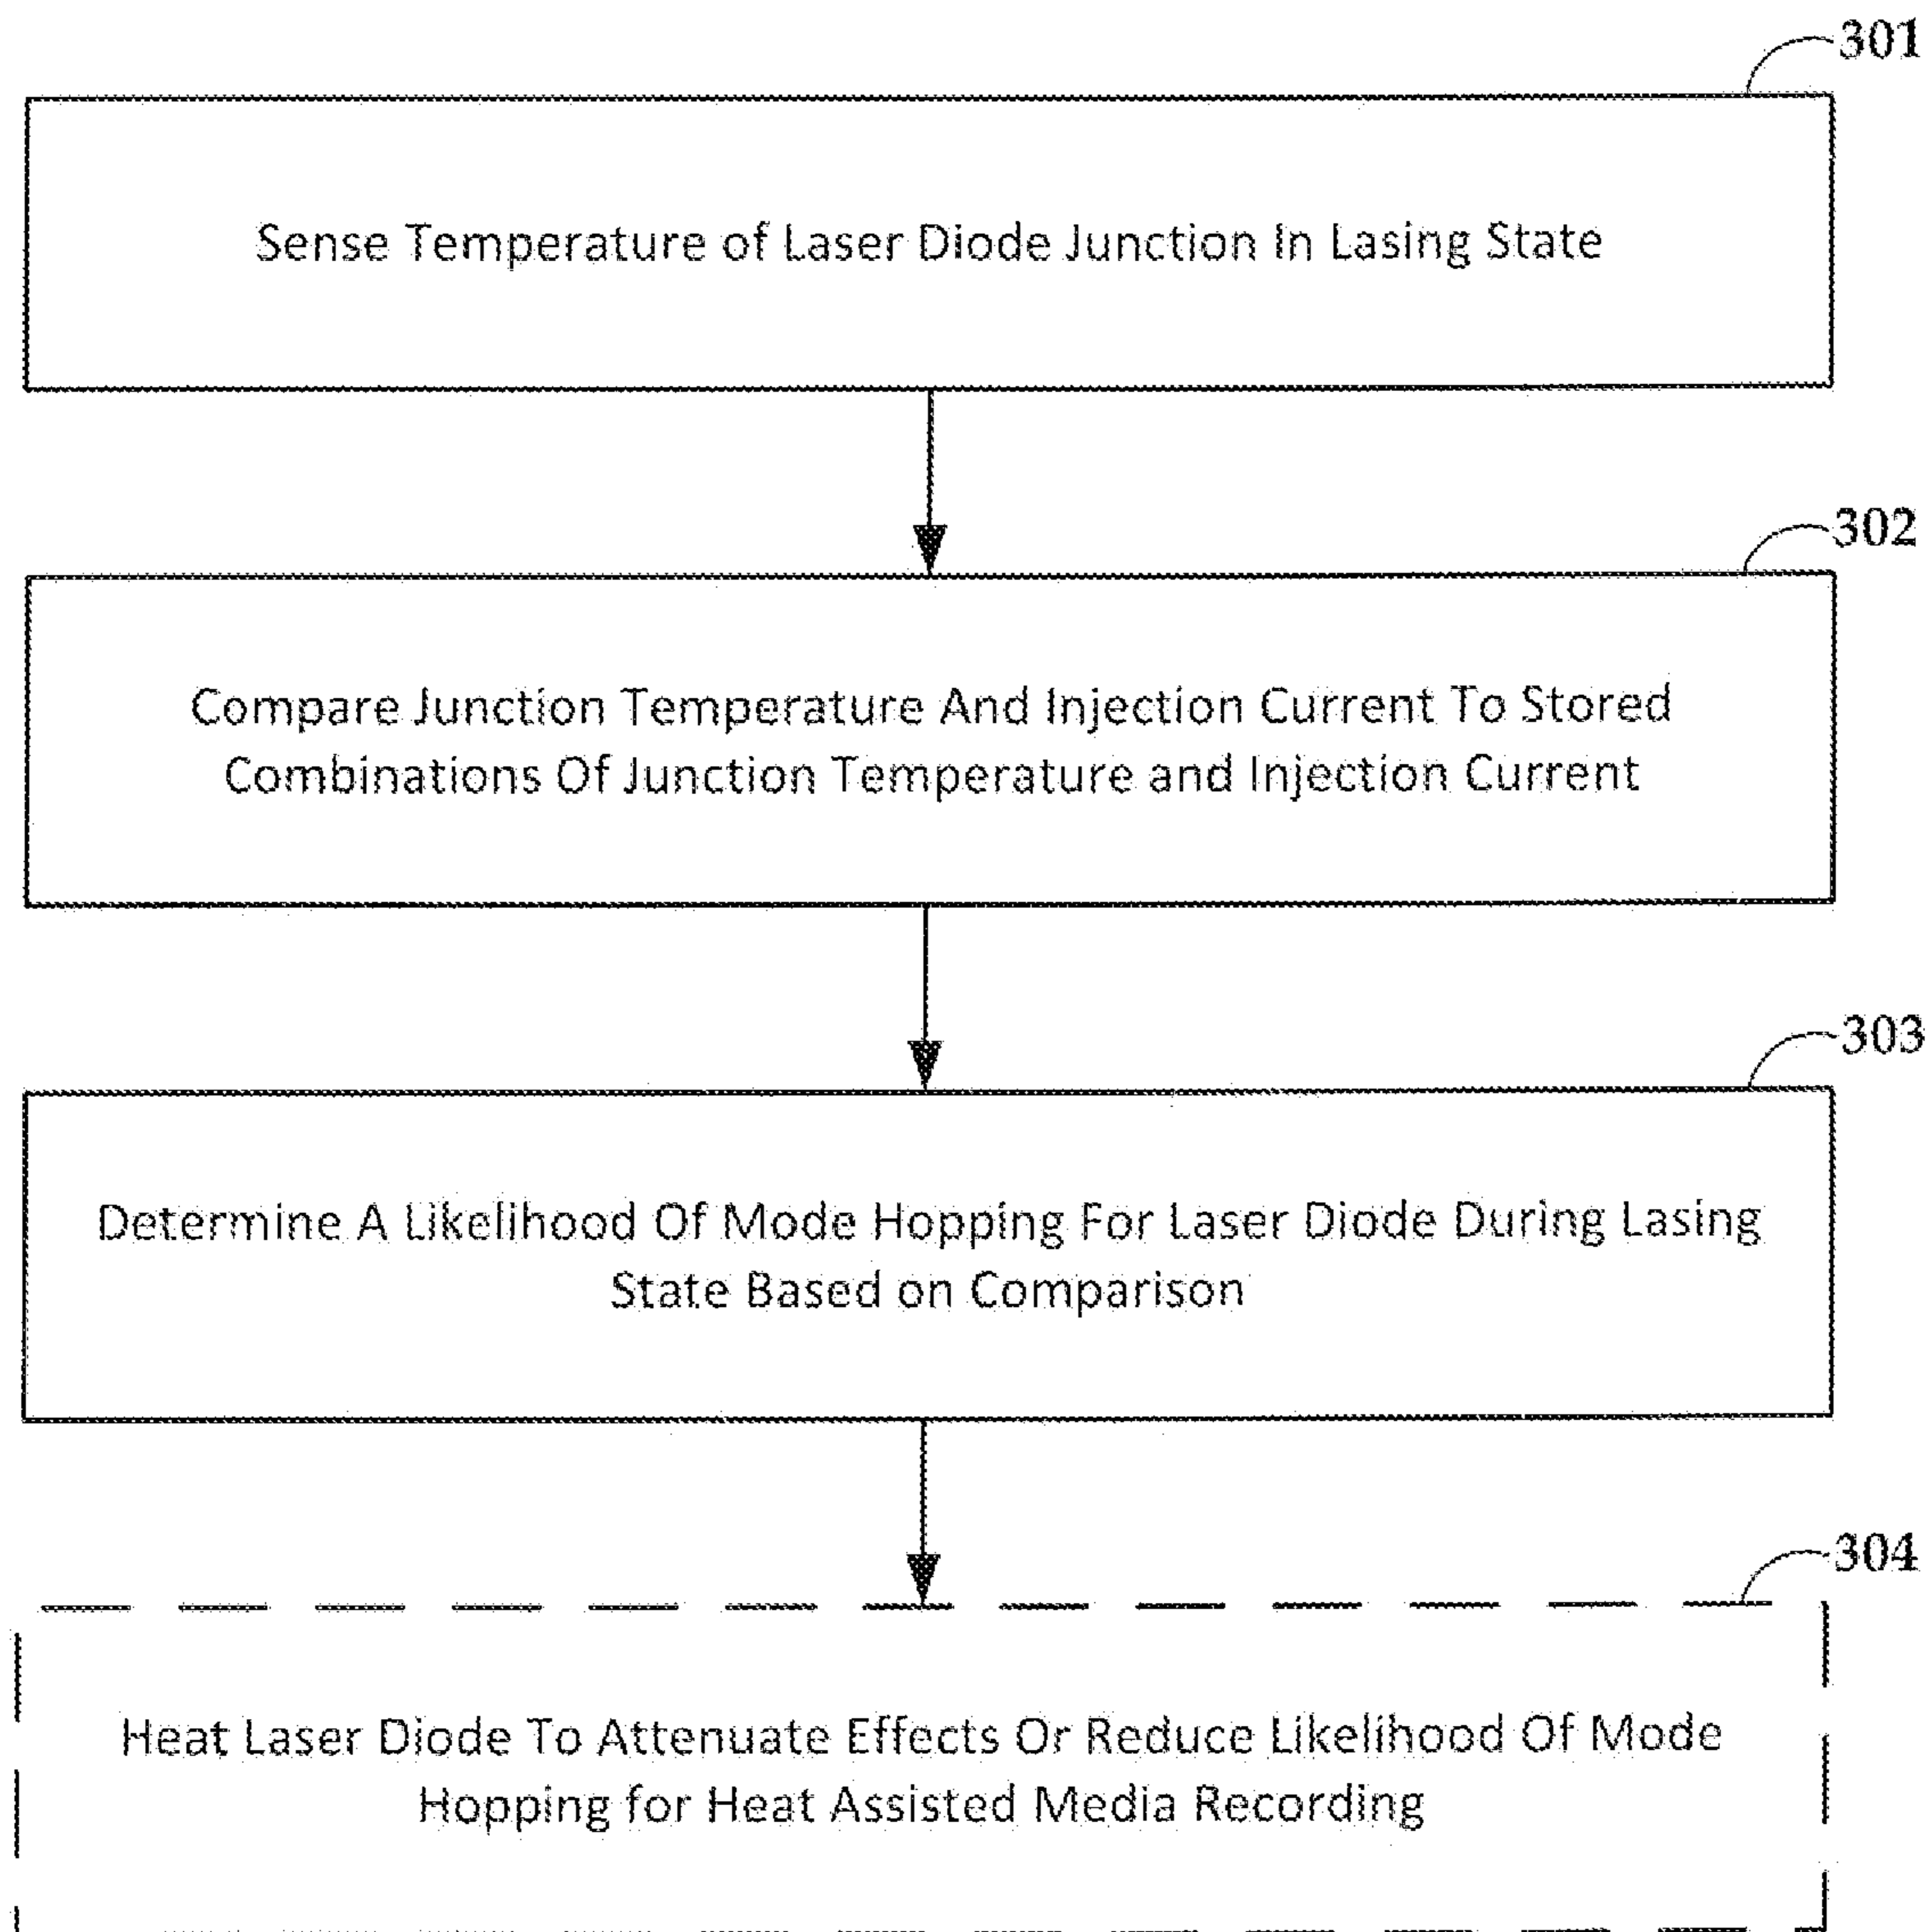 301
Sense Temperature of Laser Diode Junction In Lasing State
302
Compare Junction Temperature And Injection Current To Stored
Combinations Of Junction Temperature and Injection Current
303
Determine A Likelihood Of Mode Hopping For Laser Diode During Lasing
State Based on Comparison
304
Heat Laser Diode To Attenuate Effects Or Reduce Likelihood Of Mode
Hopping for Heat Assisted Media Recording